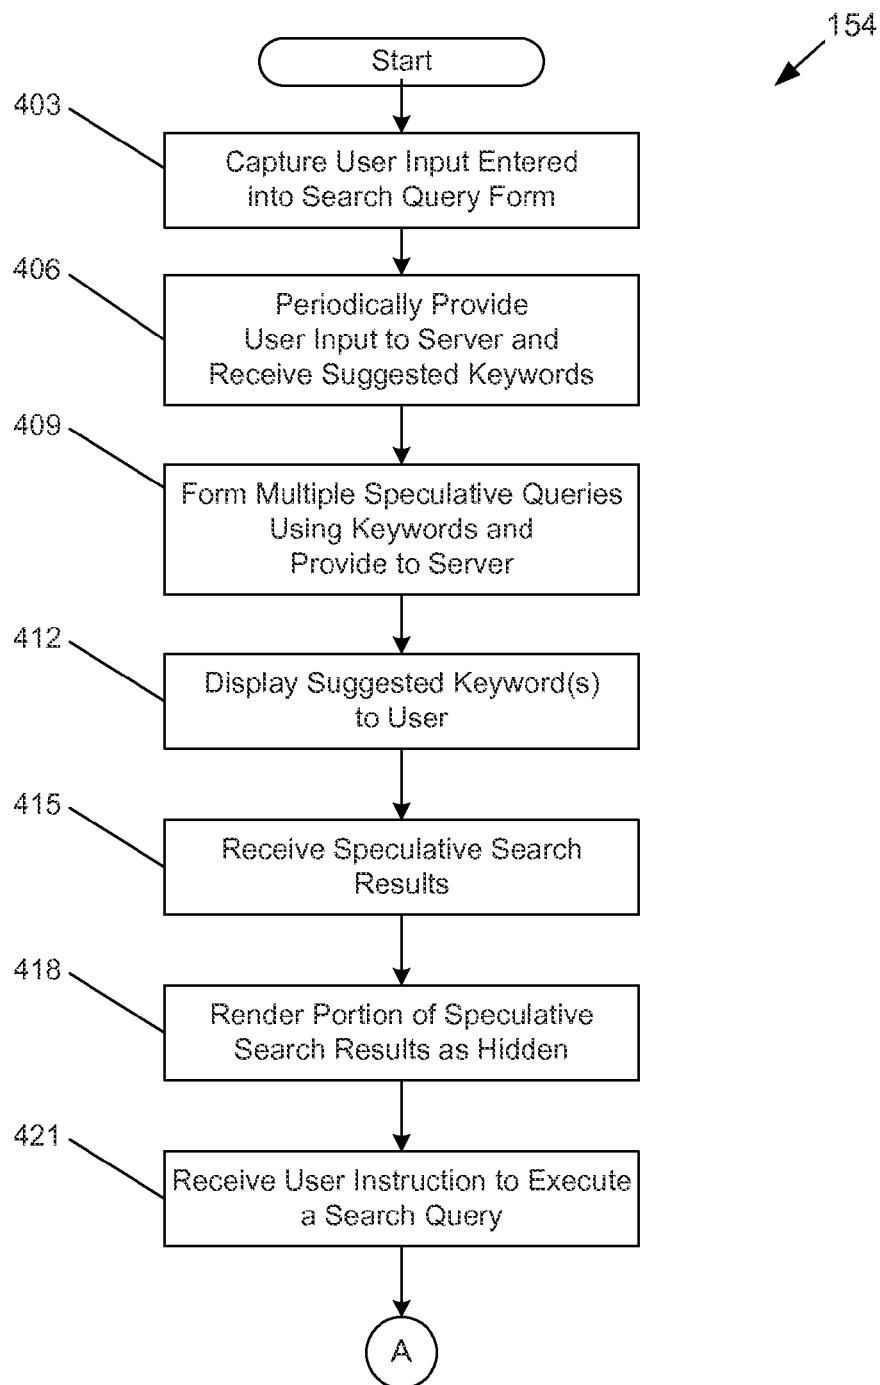 154
Start
403
Capture User Input Entered
into Search Query Form
406
Periodically Provide
User Input to Server and
Receive Suggested Keywords
409
Form Multiple Speculative Queries
Using Keywords and
Provide to Server
412
Display Suggested Keyword(s)
to User
415
Receive Speculative Search
Results
418
Render Portion of Speculative
Search Results as Hidden
421
Receive User Instruction to Execute
a Search Query
A